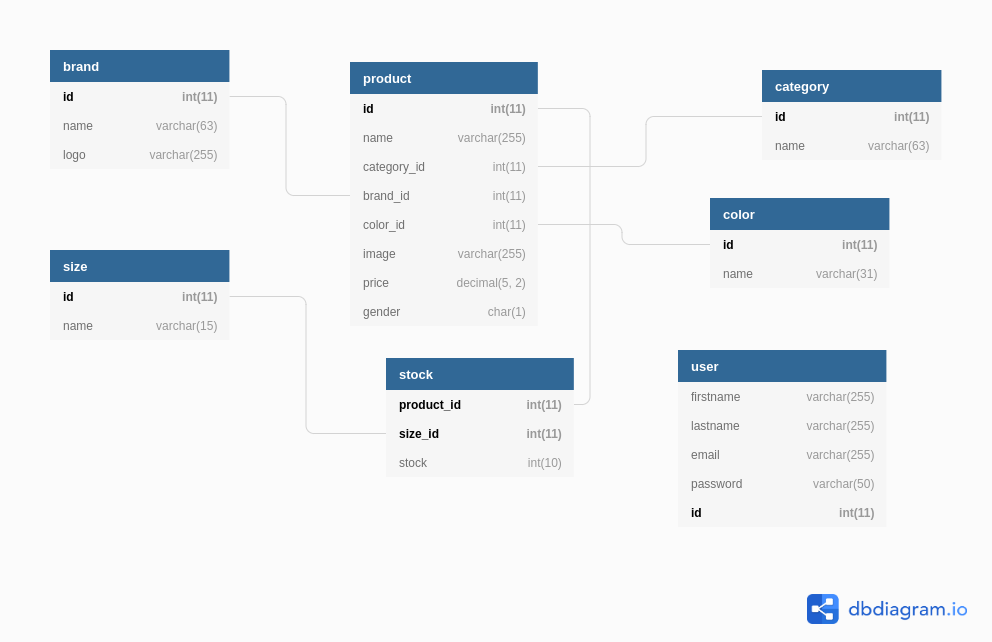 brand
id int(11)
name varchar(63)
logo varchar(255)
product
id int(11)
name varchar(255)
category_id int(11)
brand_id int(11)
color_id int(11)
image varchar(255)
price decimal(5, 2)
gender char(1)
category
id int(11)
name varchar(63)
color
id int(11)
name varchar(31)
size
id int(11)
name varchar(15)
stock
product_id int(11)
size_id int(11)
stock int(10)
user
firstname varchar(255)
lastname varchar(255)
email varchar(255)
password varchar(50)
id int(11)
dbdiagram.io